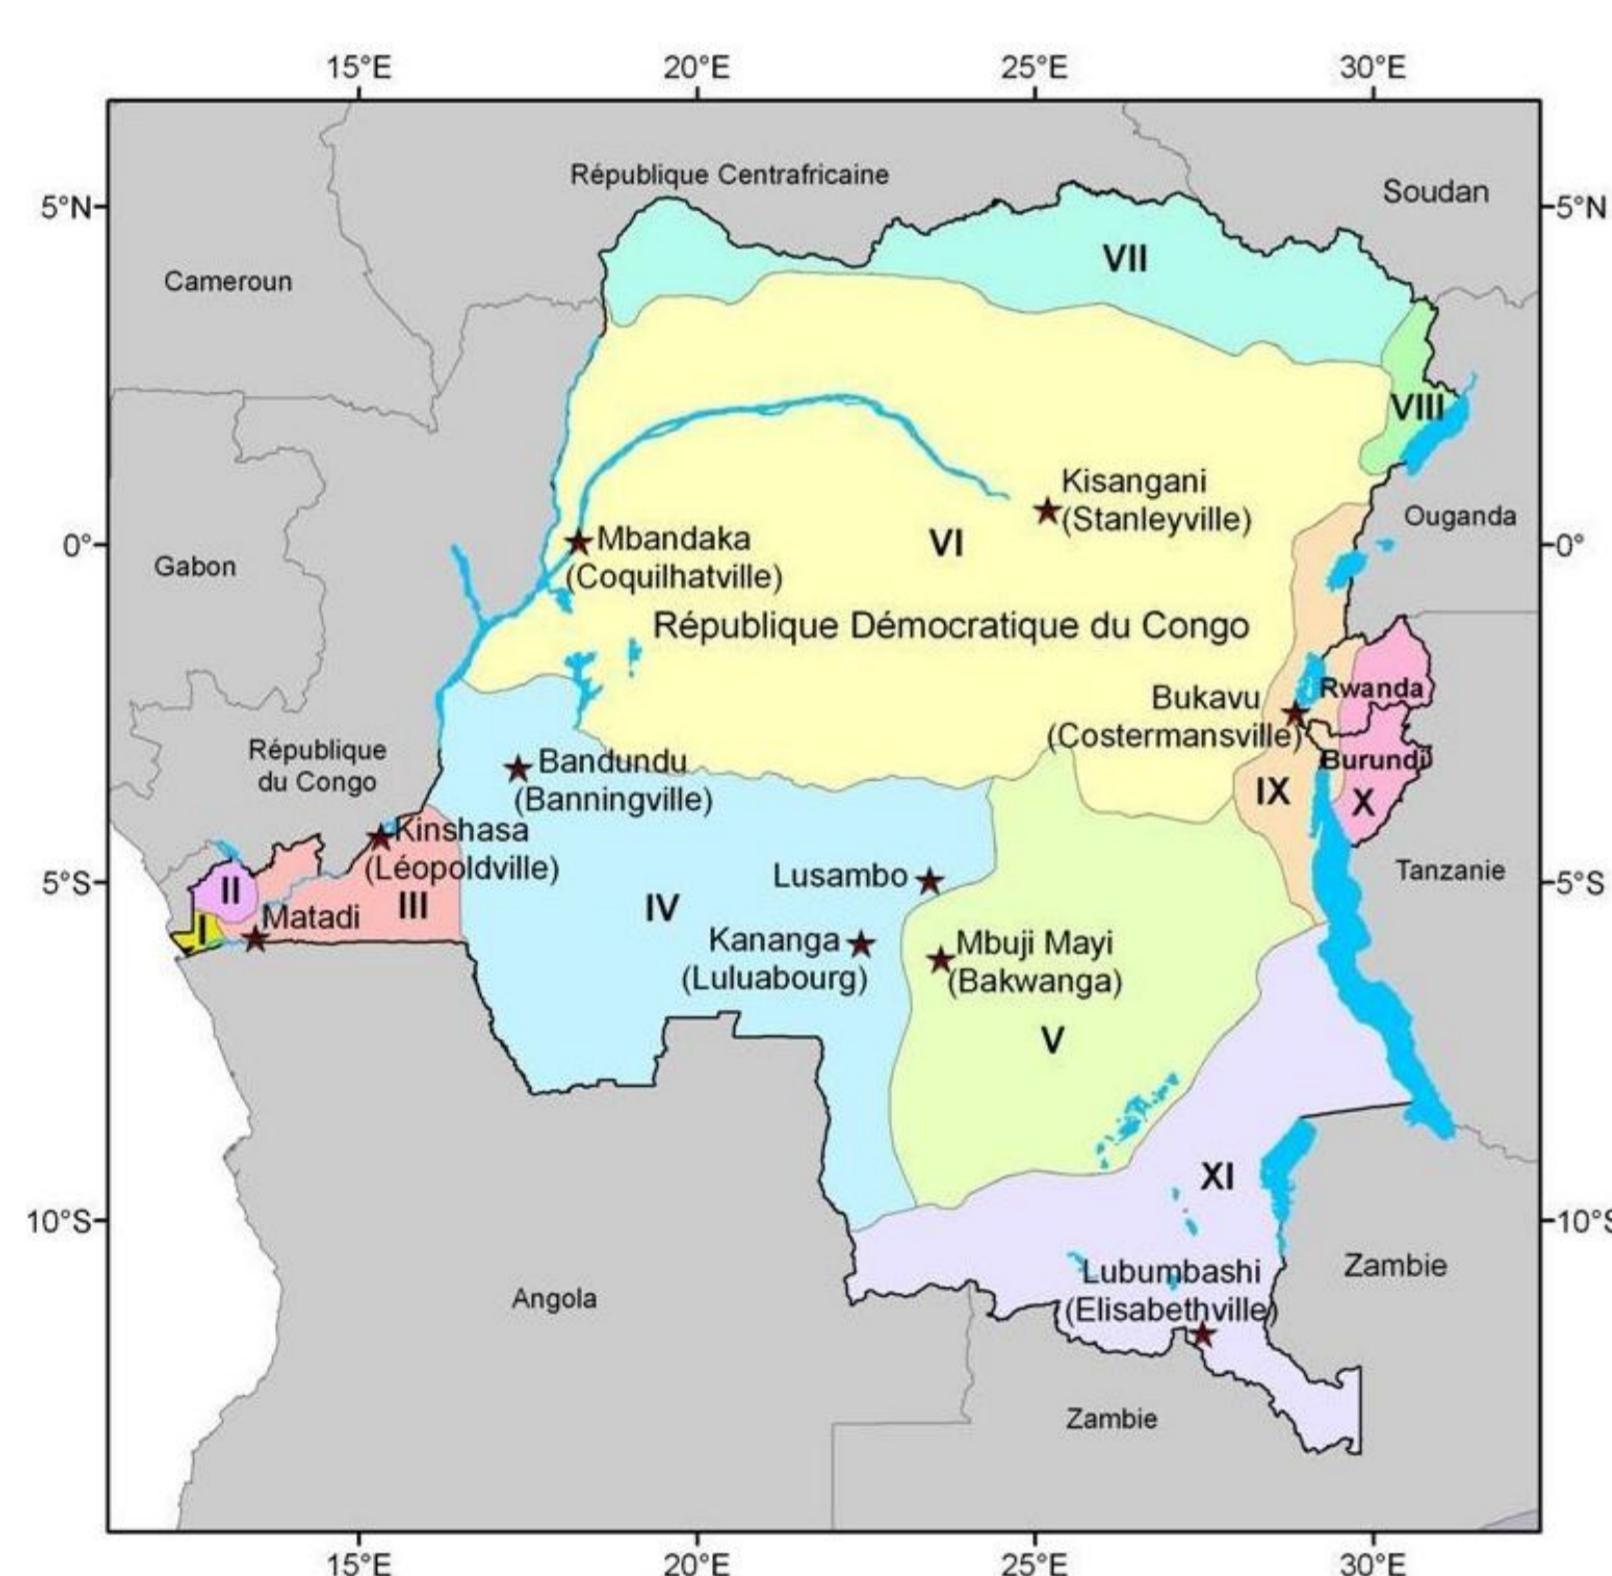 15°E 20°E 25°E 30°E
République Centrafricaine
Soudan
5°N 5°N
VII
Cameroun
VIII
Kisangani
(Stanleyville)
Ouganda
Mbandaka
(Coquilhatville)
VI
0° 0°
Gabon
République Démocratique du Congo
Rwanda
Bukavu
(Costermansville)
République
du Congo
Bandundu
(Banningville)
Burundi
IX
X
Kinshasa
(Léopoldville)
Lusambo
Tanzanie
5°S 5°S
II
III
IV
Matadi
I
Kananga
(Luluabourg)
Mbuji Mayi
(Bakwanga)
V
XI
10°S 10°S
Zambie
Lubumbashi
(Elisabethville)
Angola
Zambie
15°E 20°E 25°E 30°E